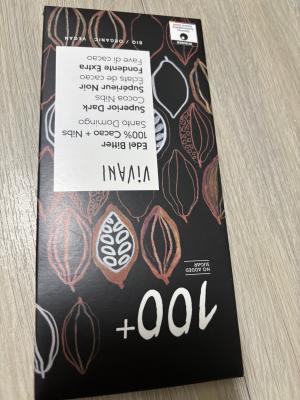 100+
NO ADDED
SUGAR
ViVANI
Edel Bitter
100% Cacao + Nibs
Santo Domingo
Superior Dark
Cocoa Nibs
Supérieur Noir
Éclats de cacao
Fondente Extra
Fave di cacao
BIO / ORGANIC VEGAN